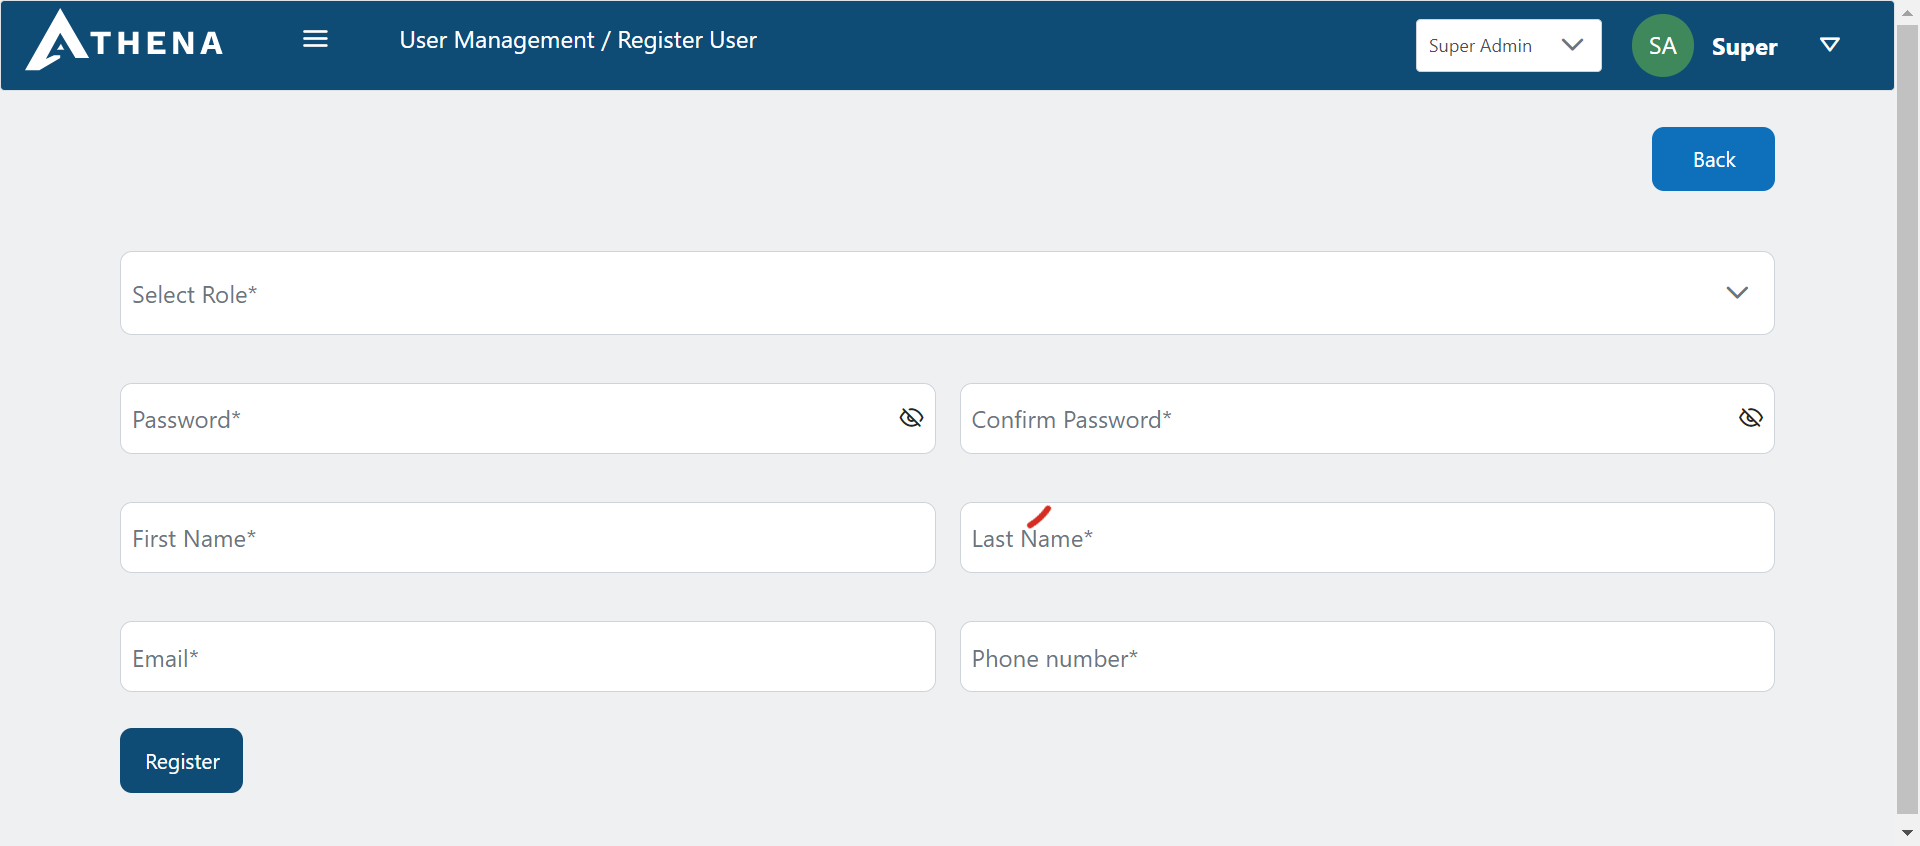 ATHENA
User Management / Register User
Super Admin
SA
Super
Back
Select Role*
Password*
Confirm Password*
First Name*
Last Name*
Email*
Phone number*
Register